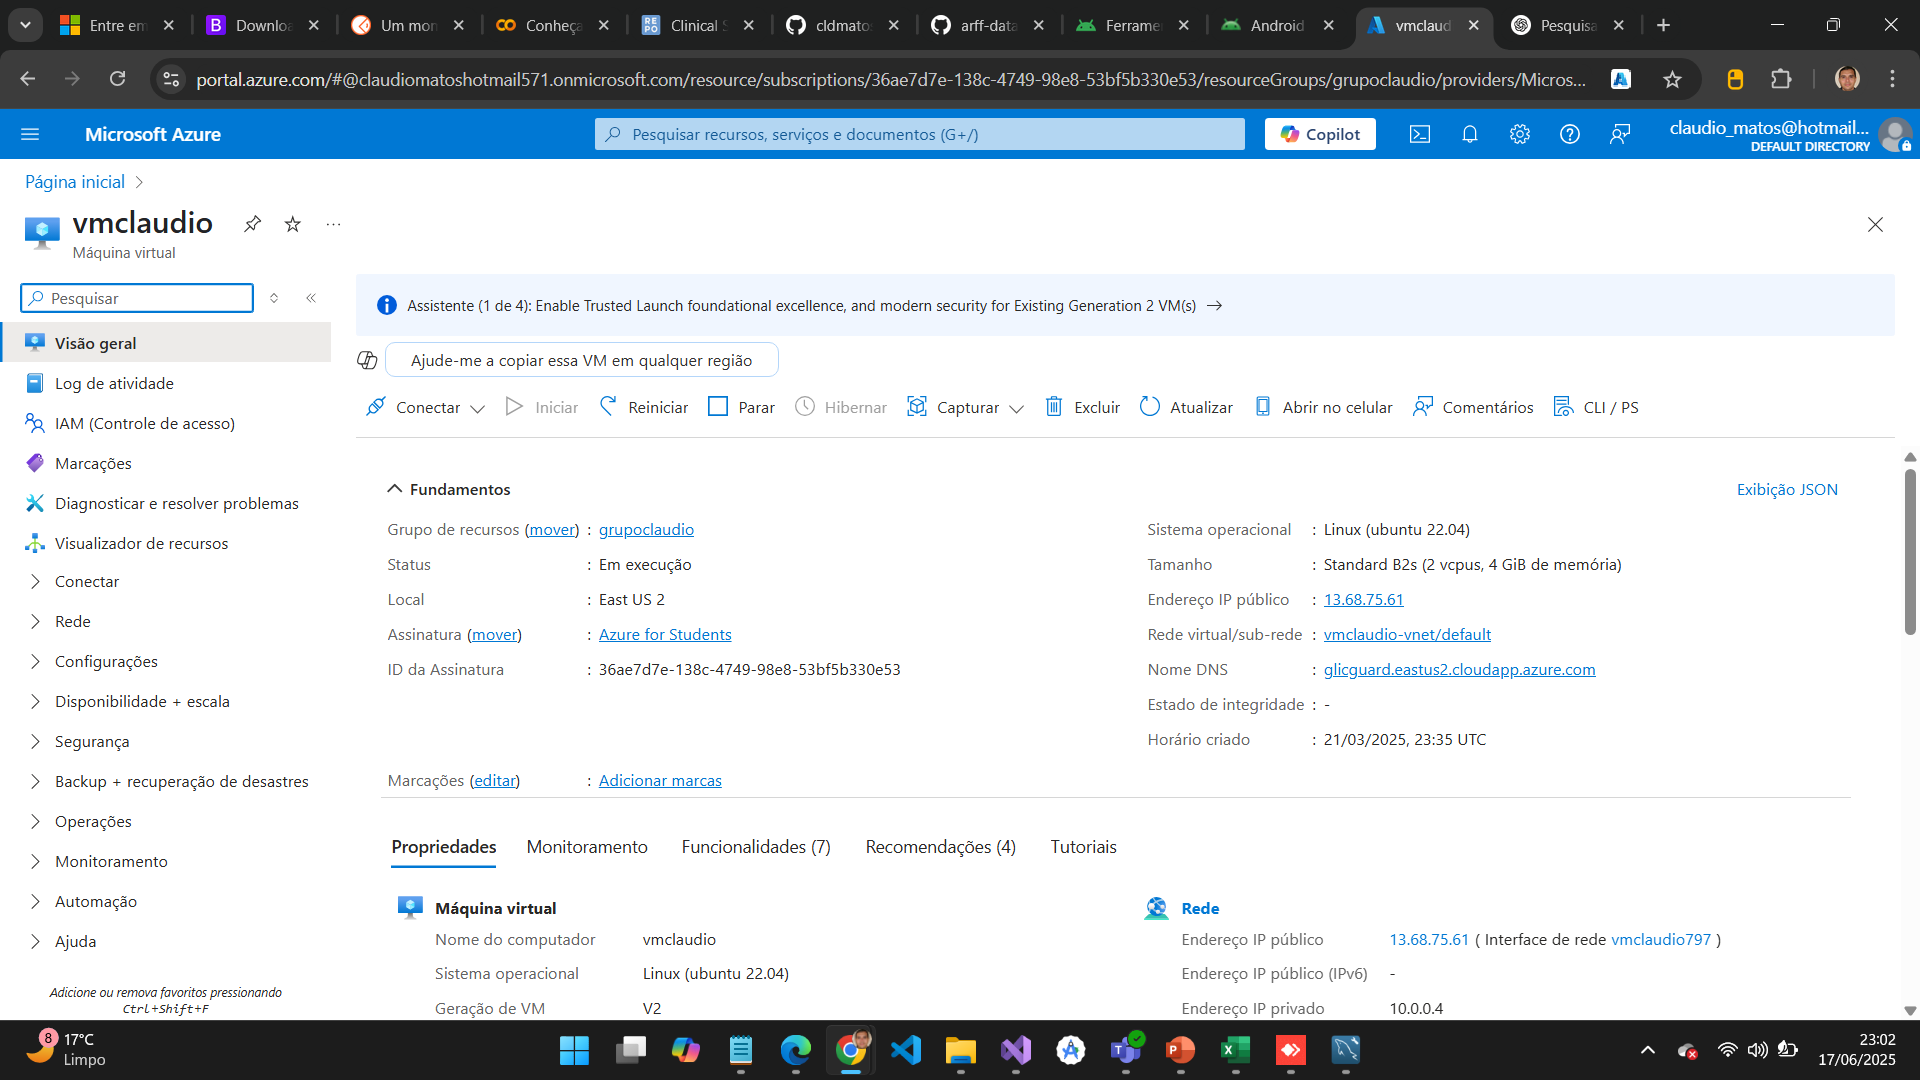 Entre em
Downloa
Um mon
Conheça
Clinical S
cldmato
arff-data
Ferrame
Android
vmclaud
Pesquisa
portal.azure.com/#@claudiomatoshotmail571.onmicrosoft.com/resource/subscriptions/36ae7d7e-138c-4749-98e8-53bf5b330e53/resourceGroups/grupoclaudio/providers/Micros...
Microsoft Azure
Pesquisar recursos, serviços e documentos (G+/)
Copilot
claudio_matos@hotmail...
DEFAULT DIRECTORY
Página inicial
vmclaudio
Máquina virtual
Pesquisar
Visão geral
Log de atividade
IAM (Controle de acesso)
Marcações
Diagnosticar e resolver problemas
Visualizador de recursos
Conectar
Rede
Configurações
Disponibilidade + escala
Segurança
Backup + recuperação de desastres
Operações
Monitoramento
Automação
Ajuda
Adicione ou remova favoritos pressionando
Ctrl+Shift+F
Assistente (1 de 4): Enable Trusted Launch foundational excellence, and modern security for Existing Generation 2 VM(s)
Ajude-me a copiar essa VM em qualquer região
Conectar
Iniciar
Reiniciar
Parar
Hibernar
Capturar
Excluir
Atualizar
Abrir no celular
Comentários
CLI / PS
Fundamentos
Exibição JSON
Grupo de recursos (mover) : grupoclaudio
Status : Em execução
Local : East US 2
Assinatura (mover) : Azure for Students
ID da Assinatura : 36ae7d7e-138c-4749-98e8-53bf5b330e53
Sistema operacional : Linux (ubuntu 22.04)
Tamanho : Standard B2s (2 vcpus, 4 GiB de memória)
Endereço IP público : 13.68.75.61
Rede virtual/sub-rede : vmclaudio-vnet/default
Nome DNS : glicguard.eastus2.cloudapp.azure.com
Estado de integridade : -
Horário criado : 21/03/2025, 23:35 UTC
Marcações (editar) : Adicionar marcas
Propriedades
Monitoramento
Funcionalidades (7)
Recomendações (4)
Tutoriais
Máquina virtual
Nome do computador vmclaudio
Sistema operacional Linux (ubuntu 22.04)
Geração de VM V2
Rede
Endereço IP público 13.68.75.61 ( Interface de rede vmclaudio797 )
Endereço IP público (IPv6) -
Endereço IP privado 10.0.0.4
8
17°C
Limpo
23:02
17/06/2025